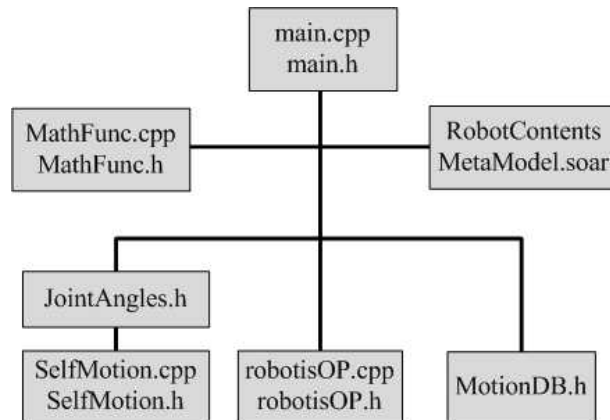 main.cpp
main.h
MathFunc.cpp
MathFunc.h
RobotContents
MetaModel.soar
JointAngles.h
SelfMotion.cpp
SelfMotion.h
robotisOP.cpp
robotisOP.h
MotionDB.h